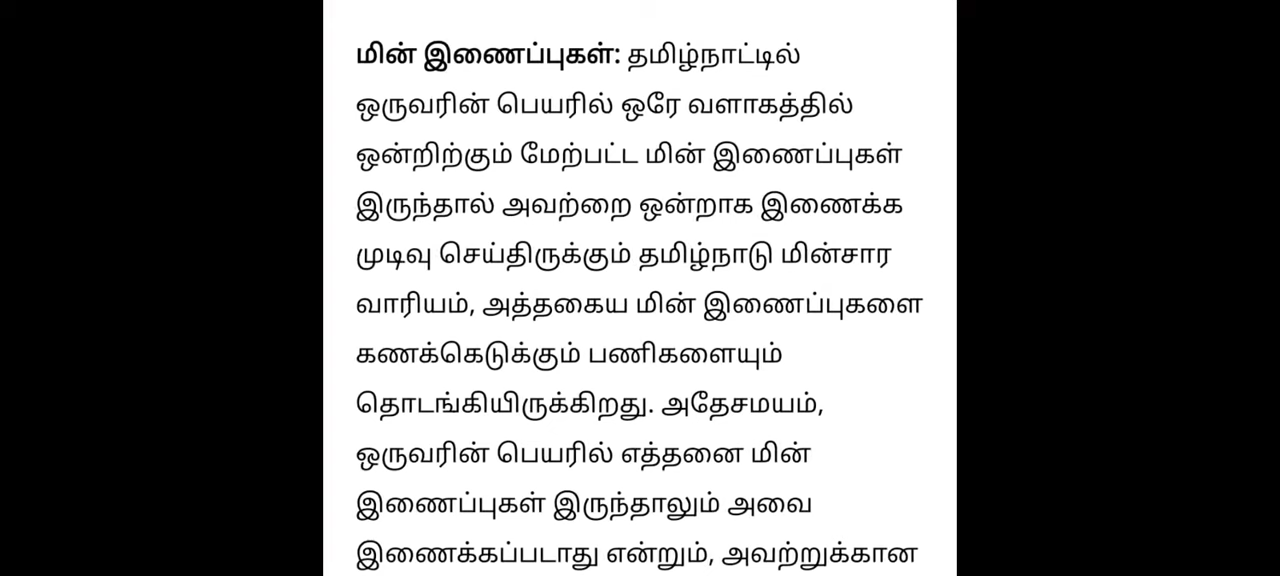 மின் இணைப்புகள்: தமிழ்நாட்டில்
ஒருவரின் பெயரில் ஒரே வளாகத்தில்
ஒன்றிற்கும் மேற்பட்ட மின் இணைப்புகள்
இருந்தால் அவற்றை ஒன்றாக இணைக்க
முடிவு செய்திருக்கும் தமிழ்நாடு மின்சார
வாரியம், அத்தகைய மின் இணைப்புகளை
கணக்கெடுக்கும் பணிகளையும்
தொடங்கியிருக்கிறது. அதேசமயம்,
ஒருவரின் பெயரில் எத்தனை மின்
இணைப்புகள் இருந்தாலும் அவை
இணைக்கப்படாது என்றும், அவற்றுக்கான